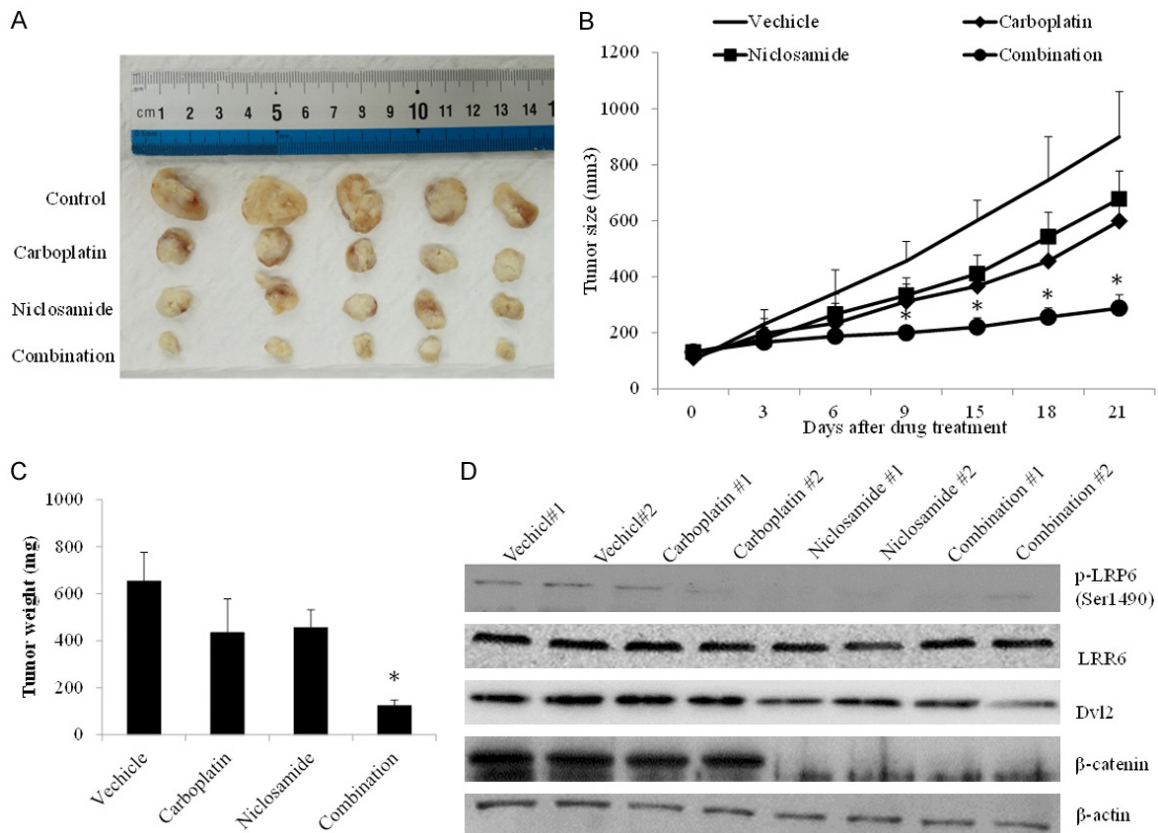 A
cm 1 2 3 4 5 6 7 8 9 10 11 12 13 14
Control
Carboplatin
Niclosamide
Combination
B
Vechicle
Carboplatin
Niclosamide
Combination
1200
1000
800
600
400
200
0
Tumor size (mm3)
*
*
*
*
0 3 6 9 15 18 21
Days after drug treatment
C
1000
800
600
400
200
0
Tumor weight (mg)
*
Vechicle
Carboplatin
Niclosamide
Combination
D
Vechicl#1
Vechicl#2
Carboplatin #1
Carboplatin #2
Niclosamide #1
Niclosamide #2
Combination #1
Combination #2
p-LRP6
(Ser1490)
LRR6
Dvl2
β-catenin
β-actin